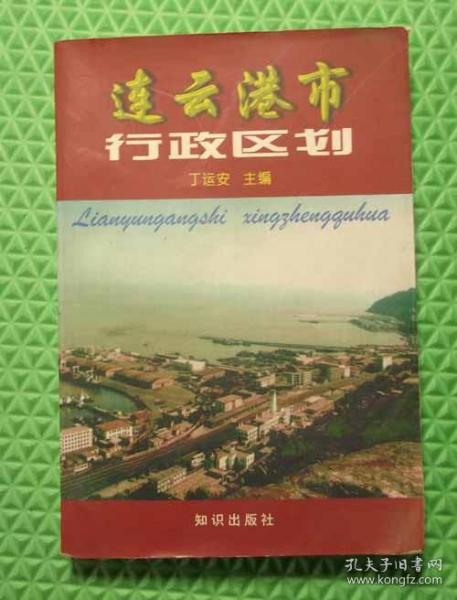 连云港市
行政区划
丁运安 主编
Lianyungangshi xingzhengquhua
知识出版社
孔夫子旧书网
www.kongfz.com